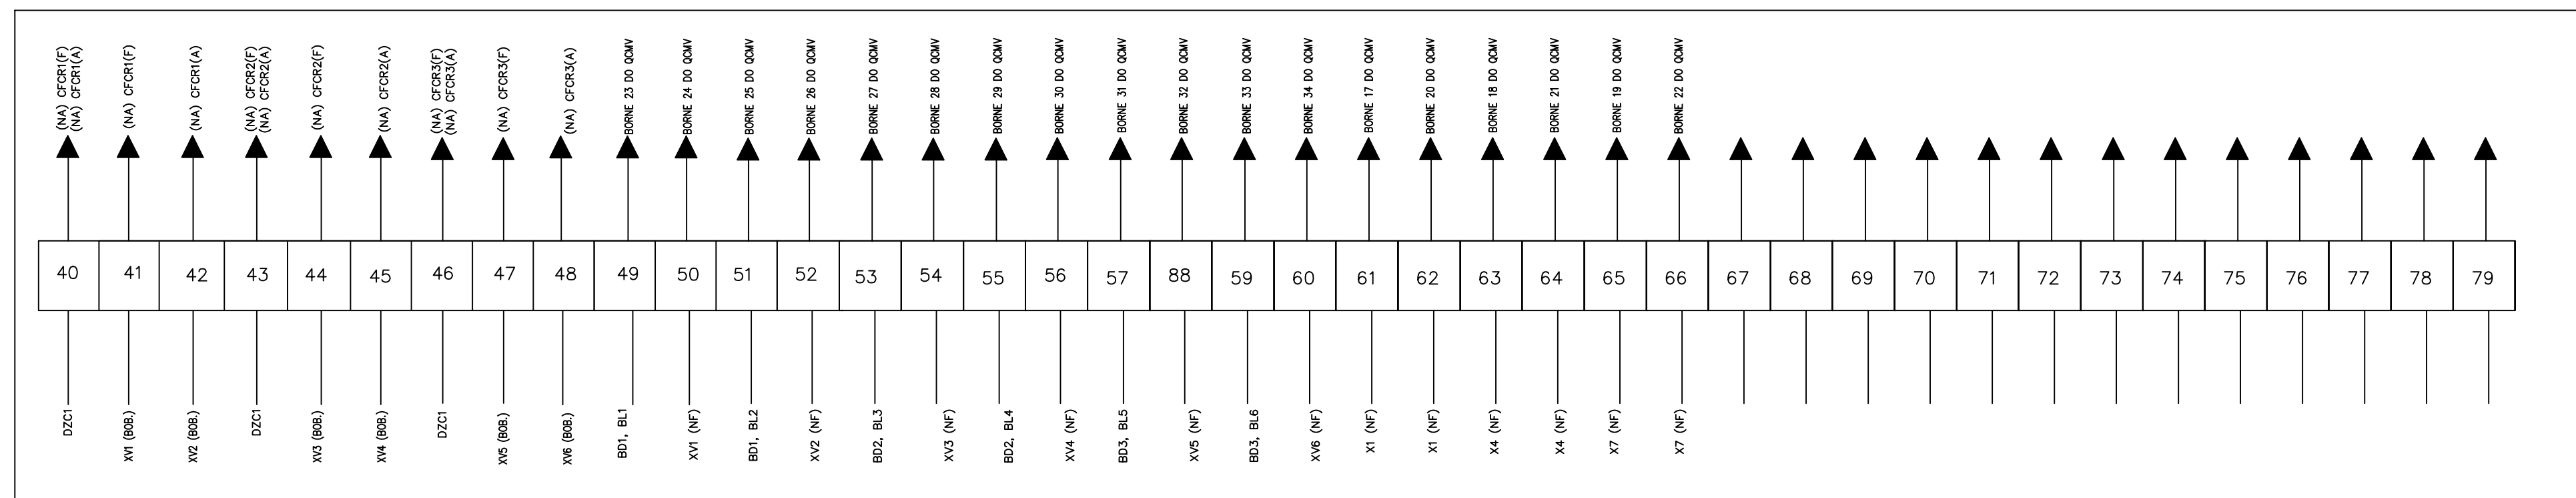 (NA) CFCR1(F)
(NA) CFCR1(A)
(NA) CFCR1(F)
(NA) CFCR1(A)
(NA) CFCR2(F)
(NA) CFCR2(A)
(NA) CFCR2(F)
(NA) CFCR2(A)
(NA) CFCR3(F)
(NA) CFCR3(A)
(NA) CFCR3(F)
(NA) CFCR3(A)
BORNE 23 DO QCMV
BORNE 24 DO QCMV
BORNE 25 DO QCMV
BORNE 26 DO QCMV
BORNE 27 DO QCMV
BORNE 28 DO QCMV
BORNE 29 DO QCMV
BORNE 30 DO QCMV
BORNE 31 DO QCMV
BORNE 32 DO QCMV
BORNE 33 DO QCMV
BORNE 34 DO QCMV
BORNE 17 DO QCMV
BORNE 20 DO QCMV
BORNE 18 DO QCMV
BORNE 21 DO QCMV
BORNE 19 DO QCMV
BORNE 22 DO QCMV
40 41 42 43 44 45 46 47 48 49 50 51 52 53 54 55 56 57 88 59 60 61 62 63 64 65 66 67 68 69 70 71 72 73 74 75 76 77 78 79
DZC1
XV1 (BOB.)
XV2 (BOB.)
DZC1
XV3 (BOB.)
XV4 (BOB.)
DZC1
XV5 (BOB.)
XV6 (BOB.)
BD1, BL1
XV1 (NF)
BD1, BL2
XV2 (NF)
BD2, BL3
XV3 (NF)
BD2, BL4
XV4 (NF)
BD3, BL5
XV5 (NF)
BD3, BL6
XV6 (NF)
X1 (NF)
X1 (NF)
X4 (NF)
X4 (NF)
X7 (NF)
X7 (NF)